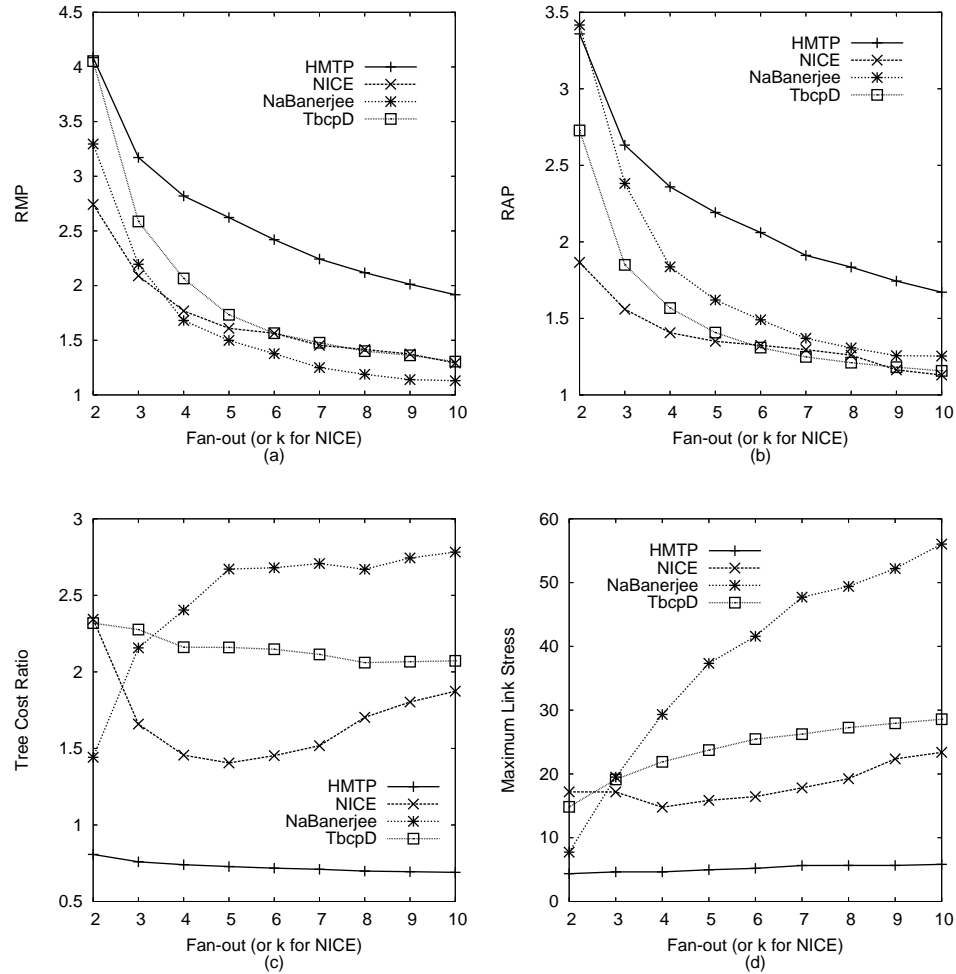 4.5
4
3.5
3
2.5
2
1.5
1
RMP
HMTP
NICE
NaBanerjee
TbcpD
2 3 4 5 6 7 8 9 10
Fan-out (or k for NICE)
(a)
3.5
3
2.5
2
1.5
1
RAP
HMTP
NICE
NaBanerjee
TbcpD
2 3 4 5 6 7 8 9 10
Fan-out (or k for NICE)
(b)
3
2.5
2
1.5
1
0.5
Tree Cost Ratio
HMTP
NICE
NaBanerjee
TbcpD
2 3 4 5 6 7 8 9 10
Fan-out (or k for NICE)
(c)
60
50
40
30
20
10
0
Maximum Link Stress
HMTP
NICE
NaBanerjee
TbcpD
2 3 4 5 6 7 8 9 10
Fan-out (or k for NICE)
(d)